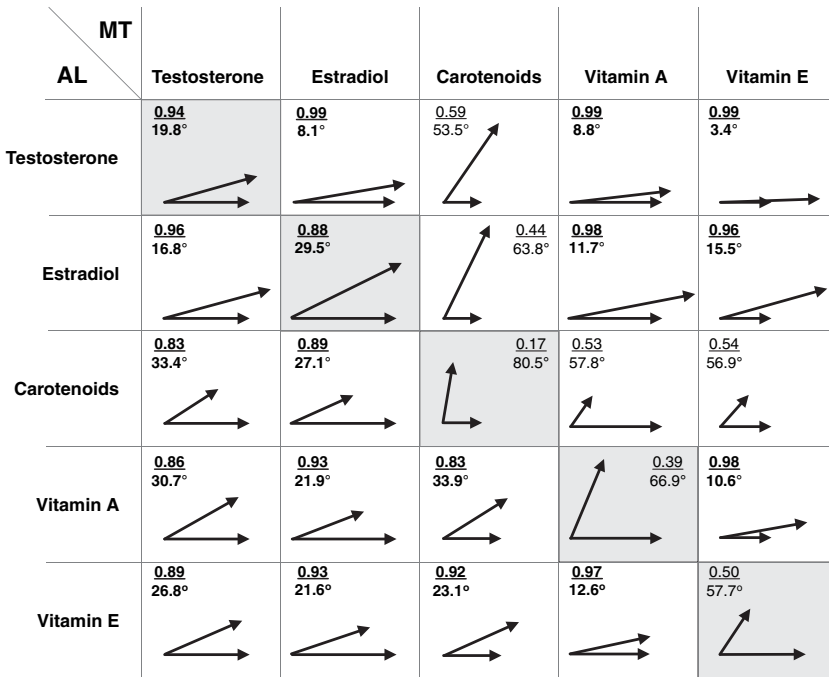 MT
AL
Testosterone Estradiol Carotenoids Vitamin A Vitamin E
Testosterone
0.94 0.99 0.59 0.99 0.99
19.8° 8.1° 53.5° 8.8° 3.4°
Estradiol
0.96 0.88 0.44 0.98 0.96
16.8° 29.5° 63.8° 11.7° 15.5°
Carotenoids
0.83 0.89 0.17 0.53 0.54
33.4° 27.1° 80.5° 57.8° 56.9°
Vitamin A
0.86 0.93 0.83 0.39 0.98
30.7° 21.9° 33.9° 66.9° 10.6°
Vitamin E
0.89 0.93 0.92 0.97 0.50
26.8º 21.6º 23.1° 12.6° 57.7°